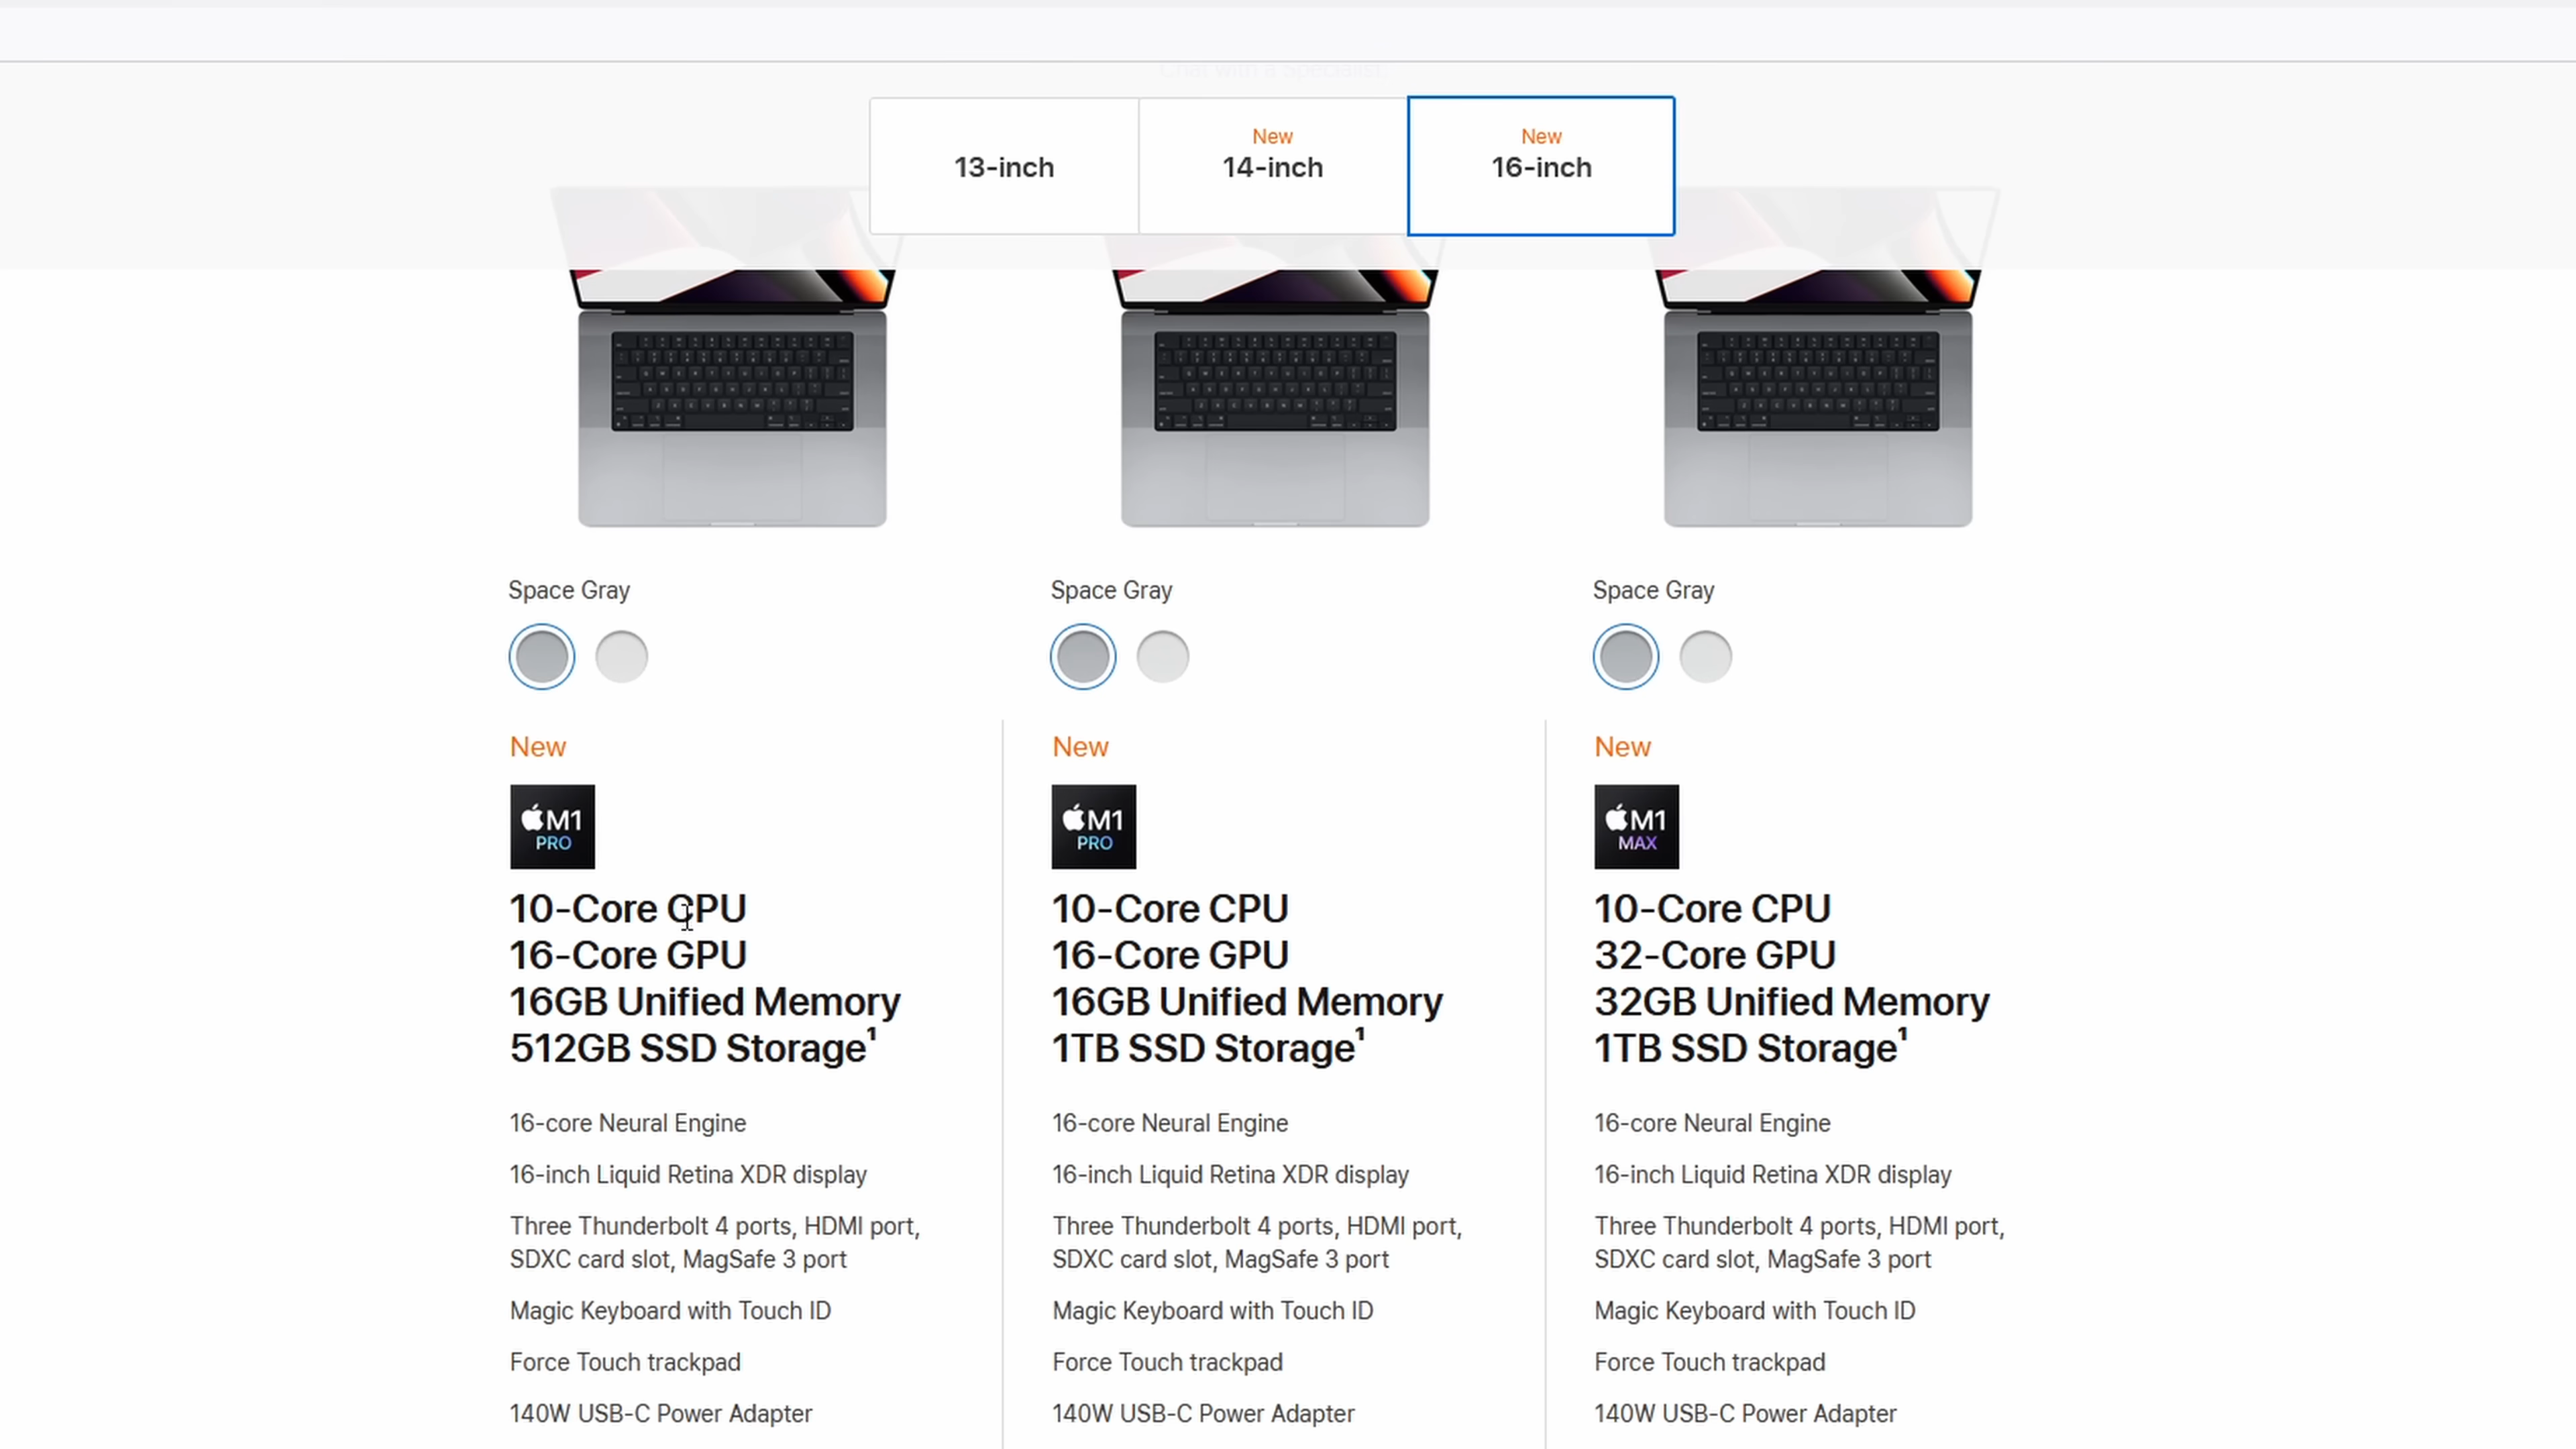 Chat with a Specialist.
13-inch
New
14-inch
New
16-inch
Space Gray
Space Gray
Space Gray
New
New
New
M1
PRO
M1
PRO
M1
MAX
10-Core CPU
16-Core GPU
16GB Unified Memory
512GB SSD Storage¹
10-Core CPU
16-Core GPU
16GB Unified Memory
1TB SSD Storage¹
10-Core CPU
32-Core GPU
32GB Unified Memory
1TB SSD Storage¹
16-core Neural Engine
16-inch Liquid Retina XDR display
Three Thunderbolt 4 ports, HDMI port,
SDXC card slot, MagSafe 3 port
Magic Keyboard with Touch ID
Force Touch trackpad
140W USB-C Power Adapter
16-core Neural Engine
16-inch Liquid Retina XDR display
Three Thunderbolt 4 ports, HDMI port,
SDXC card slot, MagSafe 3 port
Magic Keyboard with Touch ID
Force Touch trackpad
140W USB-C Power Adapter
16-core Neural Engine
16-inch Liquid Retina XDR display
Three Thunderbolt 4 ports, HDMI port,
SDXC card slot, MagSafe 3 port
Magic Keyboard with Touch ID
Force Touch trackpad
140W USB-C Power Adapter